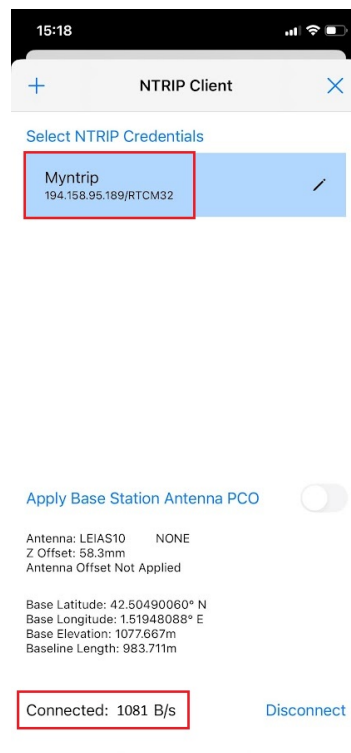 15:18
NTRIP Client
Select NTRIP Credentials
Myntrip
194.158.95.189/RTCM32
Apply Base Station Antenna PCO
Antenna: LEIAS10 NONE
Z Offset: 58.3mm
Antenna Offset Not Applied
Base Latitude: 42.50490060° N
Base Longitude: 1.51948088° E
Base Elevation: 1077.667m
Baseline Length: 983.711m
Connected: 1081 B/s Disconnect